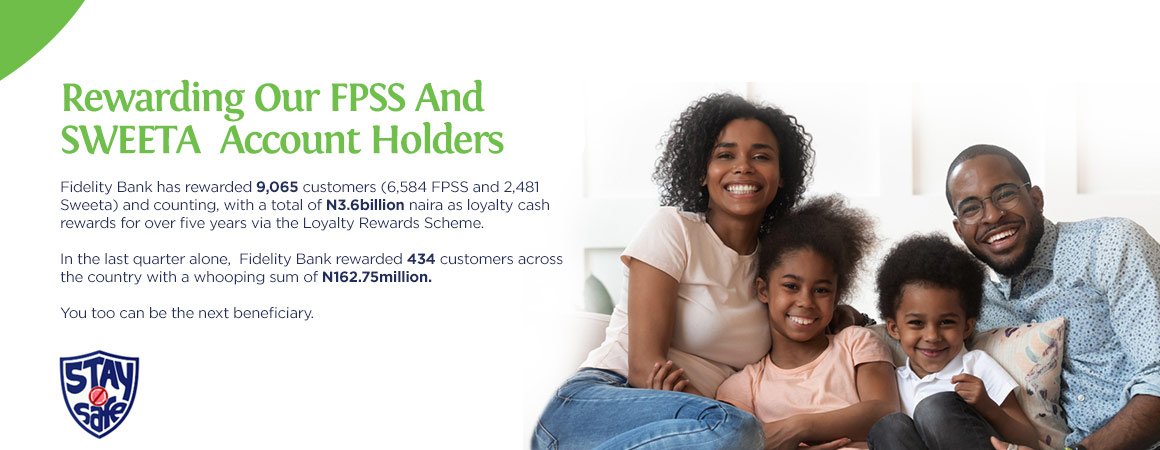 Rewarding Our FPSS And
SWEETA Account Holders
Fidelity Bank has rewarded 9,065 customers (6,584 FPSS and 2,481
Sweeta) and counting, with a total of N3.6billion naira as loyalty cash
rewards for over five years via the Loyalty Rewards Scheme.
In the last quarter alone, Fidelity Bank rewarded 434 customers across
the country with a whooping sum of N162.75million.
You too can be the next beneficiary.
STAY
Safe